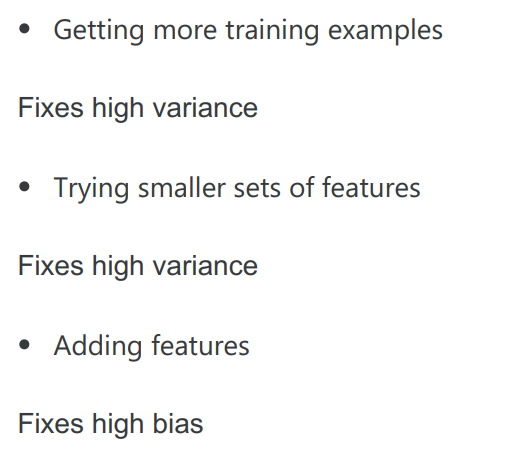 • Getting more training examples
Fixes high variance
• Trying smaller sets of features
Fixes high variance
• Adding features
Fixes high bias